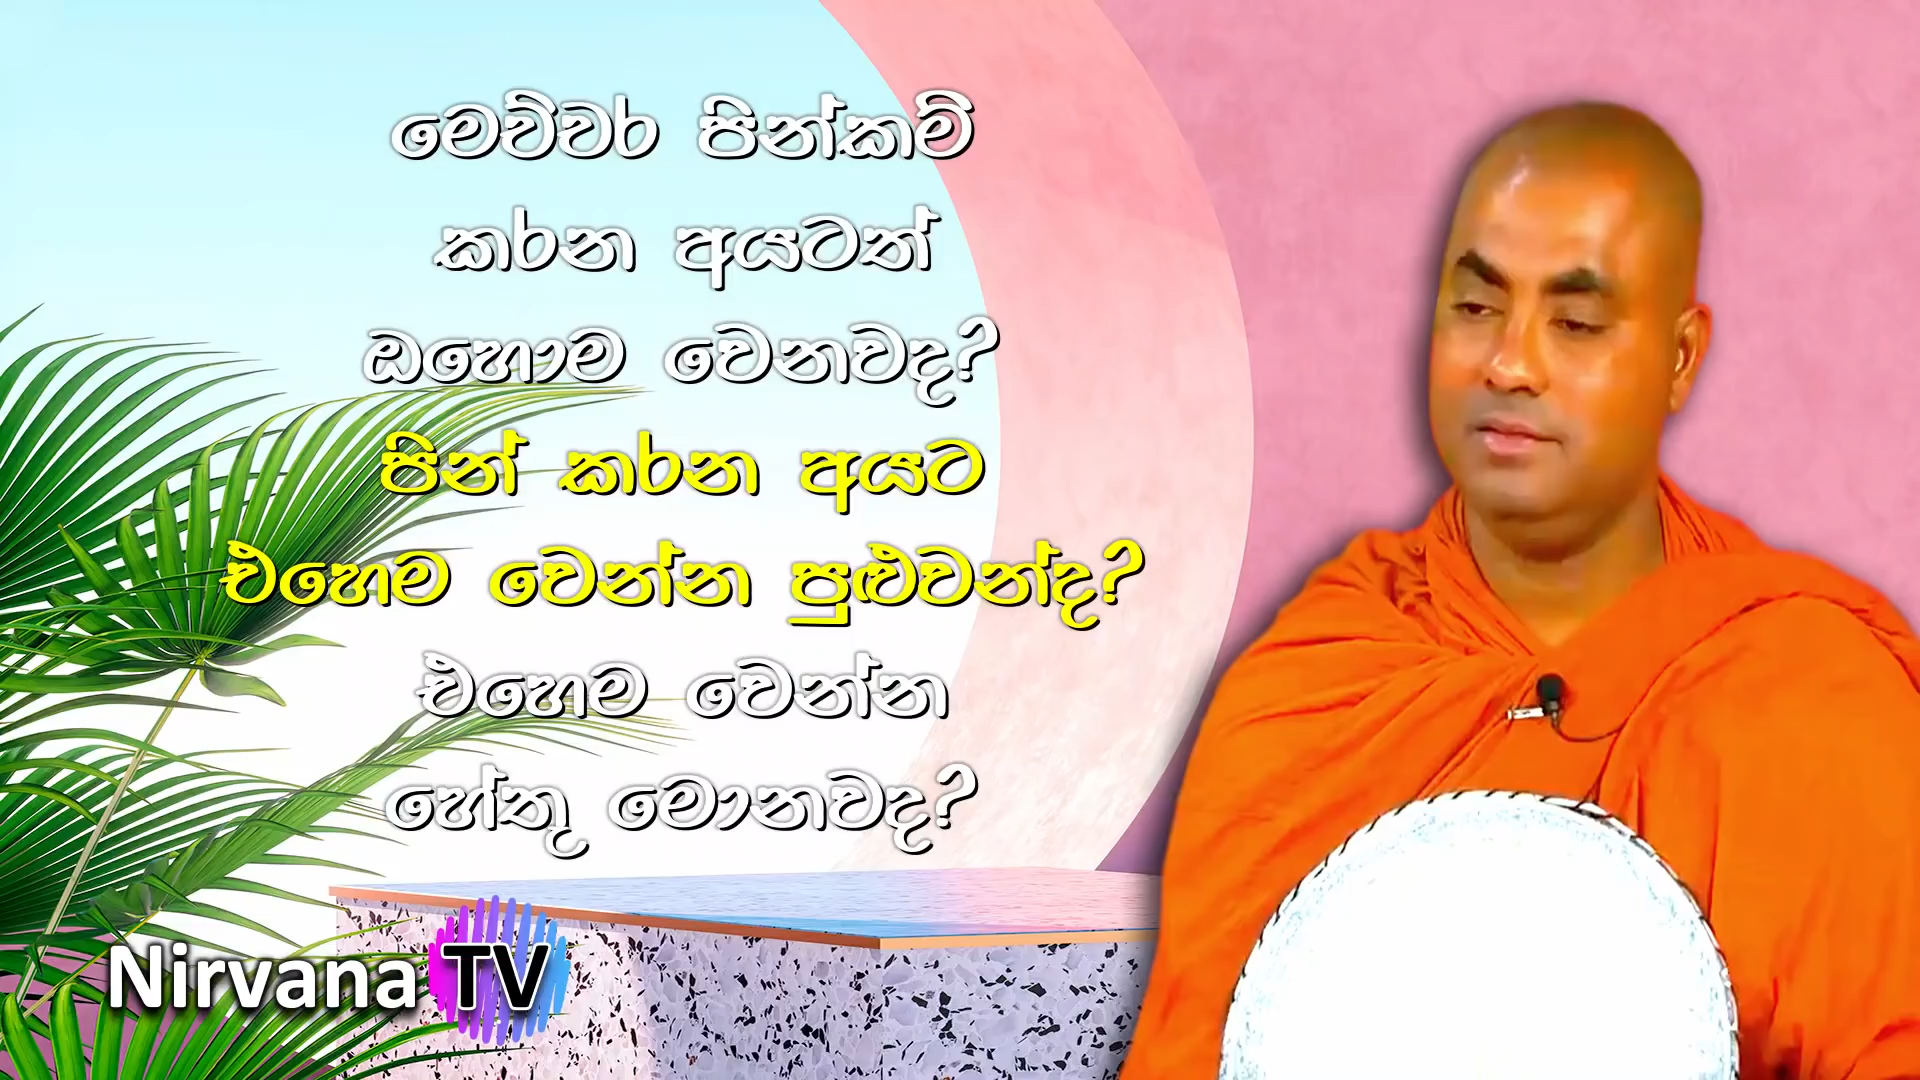 මෙච්චර පින්කම්
කරන අයටත්
ඔහොම වෙනවද?
පින් කරන අයට
එහෙම වෙන්න පුළුවන්ද?
එහෙම වෙන්න
හේතු මොනවද?
Nirvana TV